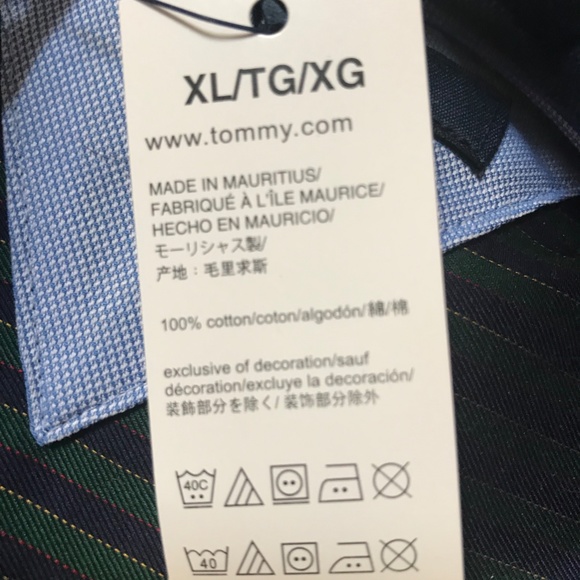 XL/TG/XG
www.tommy.com
MADE IN MAURITIUS/
FABRIQUÉ À L'ÎLE MAURICE/
HECHO EN MAURICIO/
モーリシャス製/
产地：毛里求斯
100% cotton/coton/algodón/綿/棉
exclusive of decoration/sauf
décoration/excluye la decoración/
装飾部分を除く/ 装饰部分除外
40C
40